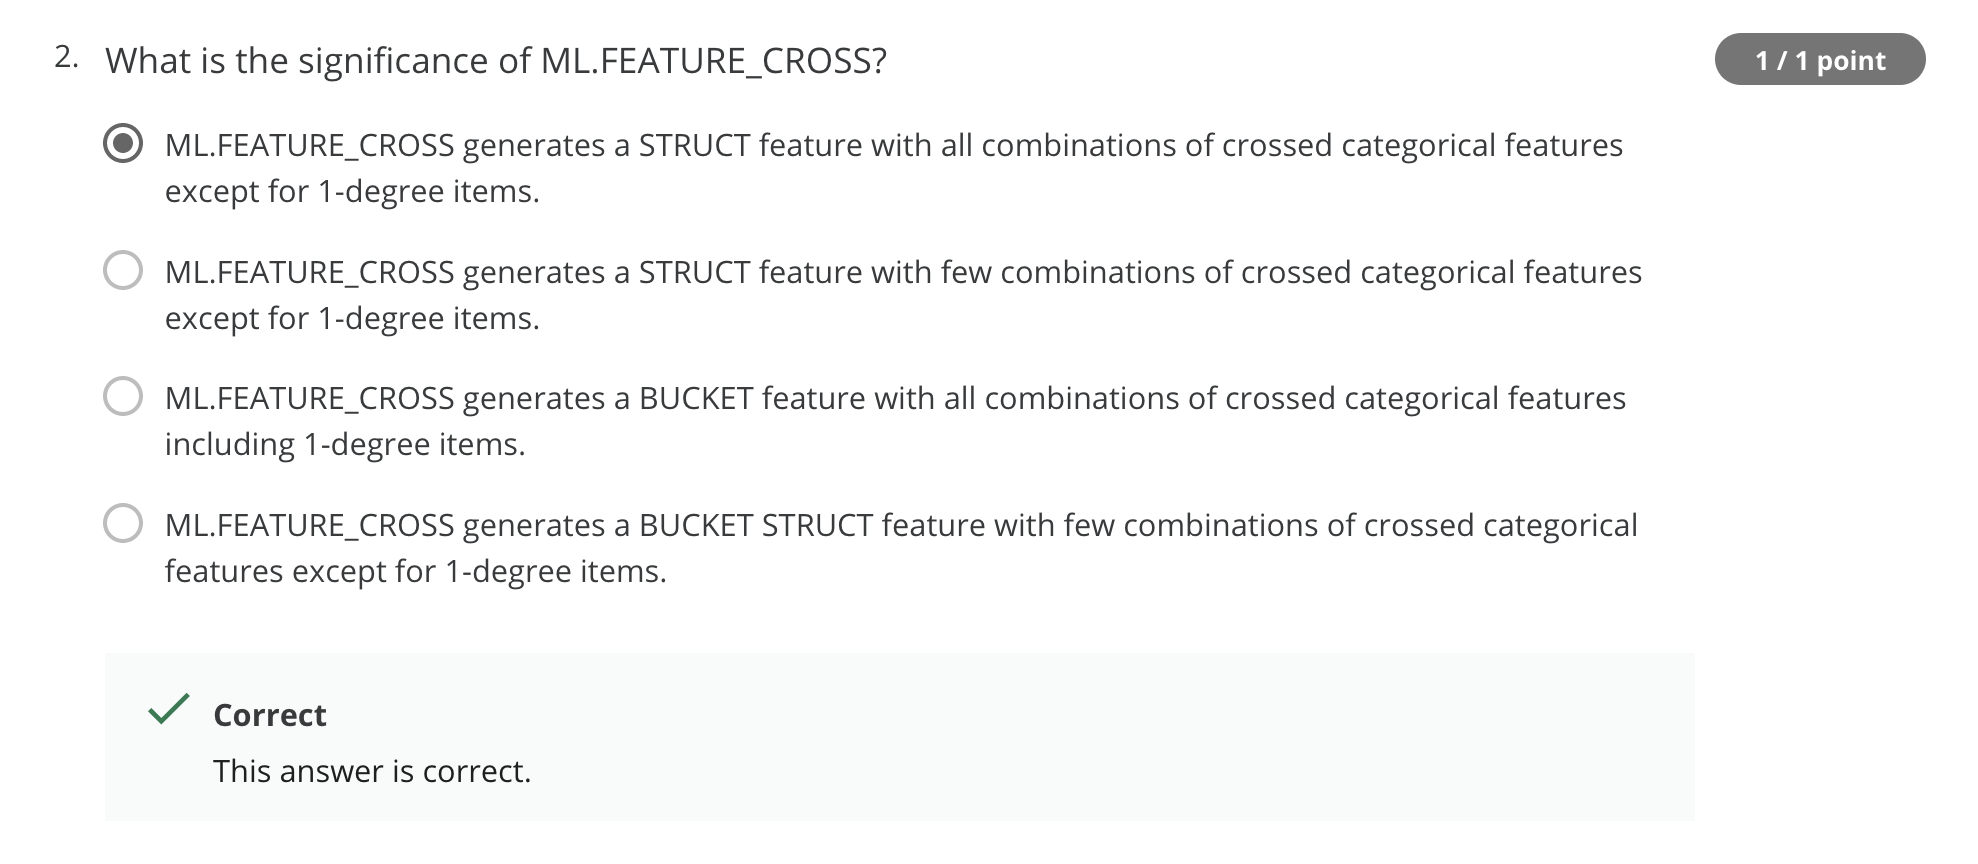 2. What is the significance of ML.FEATURE_CROSS?
1 / 1 point
ML.FEATURE_CROSS generates a STRUCT feature with all combinations of crossed categorical features
except for 1-degree items.
ML.FEATURE_CROSS generates a STRUCT feature with few combinations of crossed categorical features
except for 1-degree items.
ML.FEATURE_CROSS generates a BUCKET feature with all combinations of crossed categorical features
including 1-degree items.
ML.FEATURE_CROSS generates a BUCKET STRUCT feature with few combinations of crossed categorical
features except for 1-degree items.
Correct
This answer is correct.